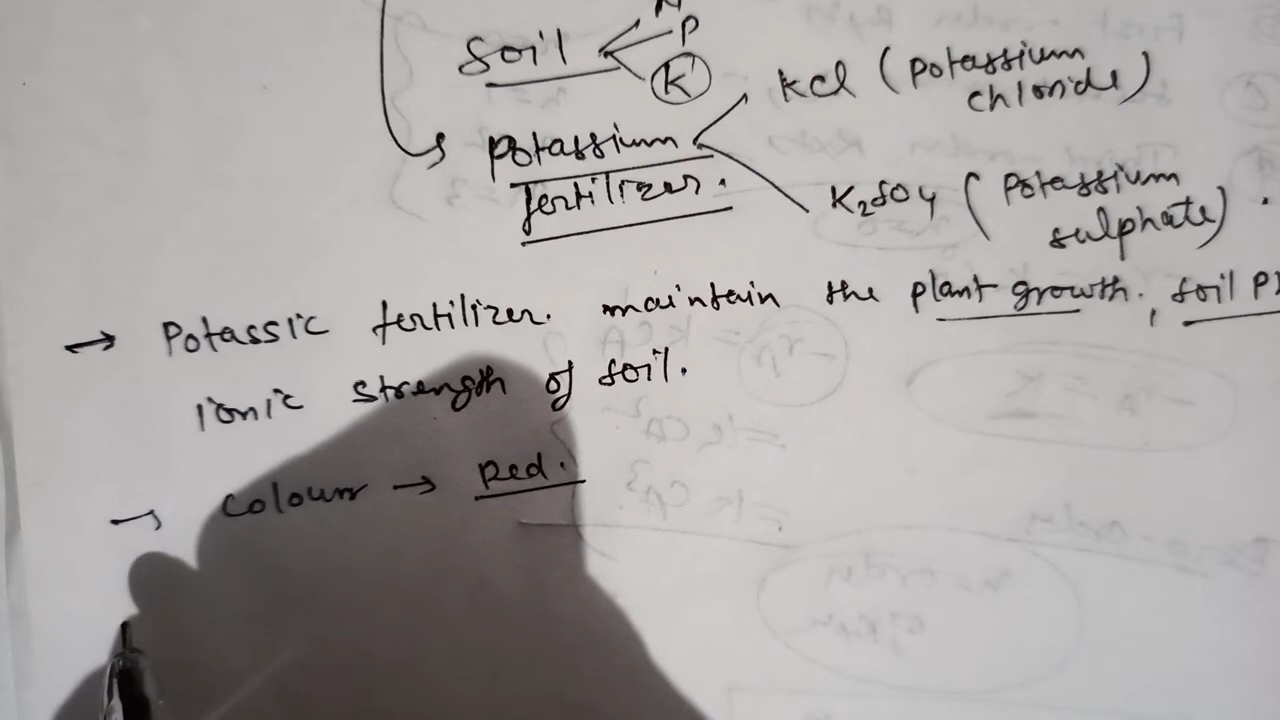 N
soil P
K
KCl (Potassium
chloride)
Potassium
fertilizer.
K2SO4 (Potassium
sulphate).
→ Potassic fertilizer. maintain the plant growth, soil
ionic strength of soil.
→ Colour → Red.